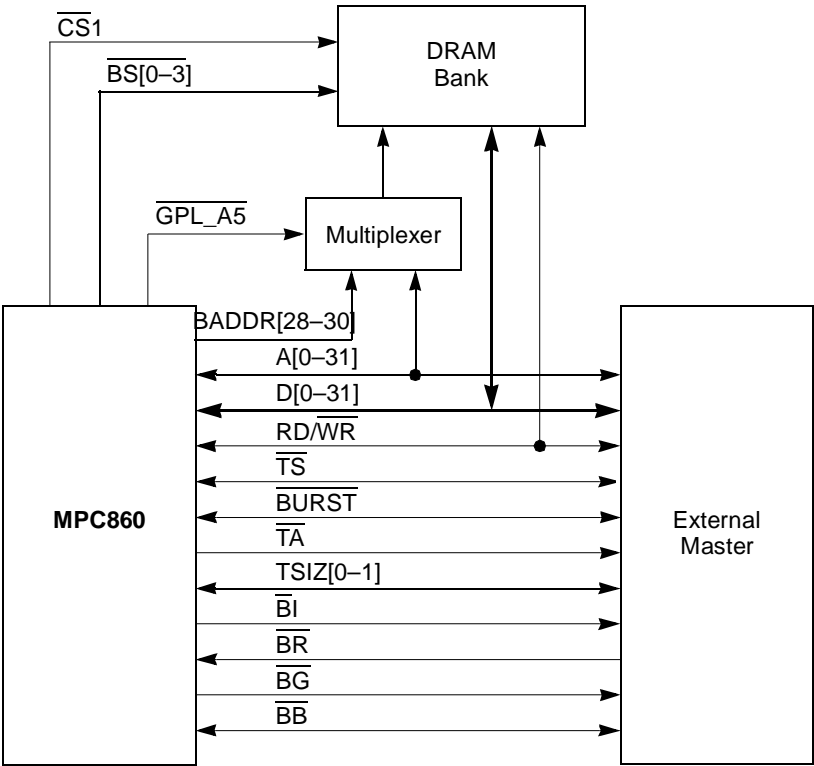 CS1
DRAM
Bank
BS[0–3]
GPL_A5
Multiplexer
BADDR[28–30]
A[0–31]
D[0–31]
RD/WR
TS
BURST
MPC860
External
Master
TA
TSIZ[0–1]
BI
BR
BG
BB